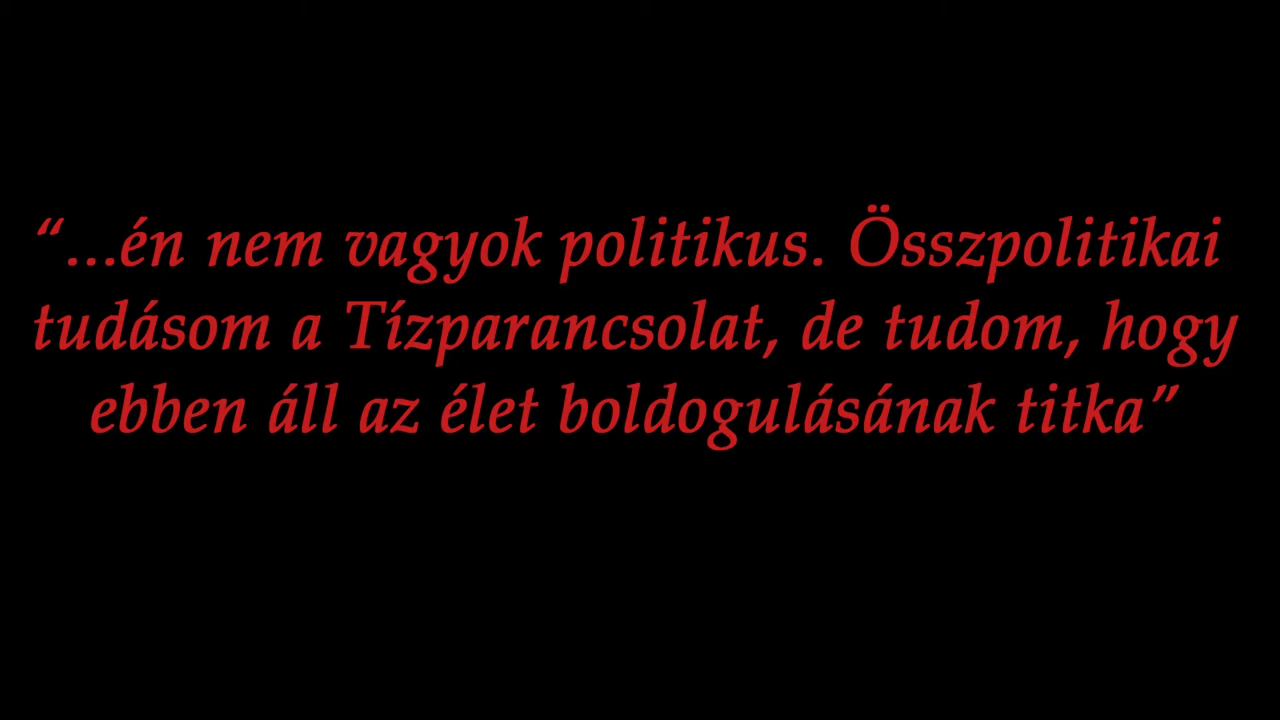 “...én nem vagyok politikus. Összpolitikai
tudásom a Tízparancsolat, de tudom, hogy
ebben áll az élet boldogulásának titka”